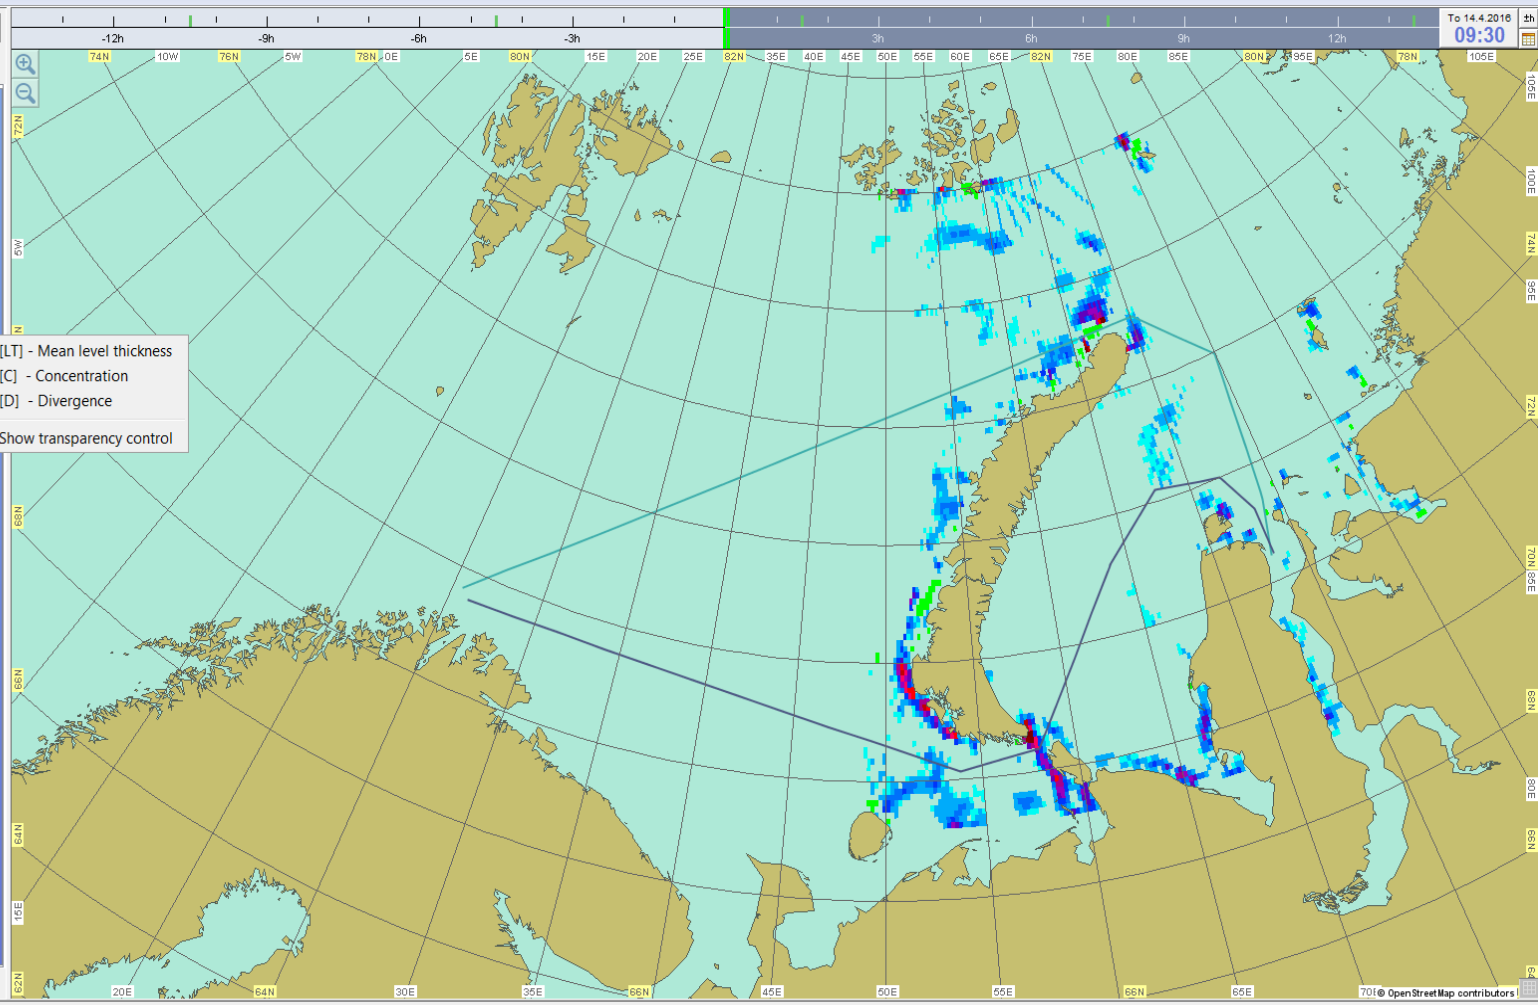 To 14.4.2016
±h
09:30
-12h -9h -6h -3h 3h 6h 9h 12h
74N 10W 76N 5W 78N 0E 5E 80N 15E 20E 25E 82N 35E 40E 45E 50E 55E 60E 65E 82N 75E 80E 85E 80N 95E 78N 105E
105E
72N
100E
5W
74N
95E
N
[LT] - Mean level thickness
[C] - Concentration
[D] - Divergence
Show transparency control
72N
68N
70N
85E
66N
68N
80E
64N
66N
15E
62N
64
20E 64N 30E 35E 66N 45E 50E 55E 66N 65E 70E
© OpenStreetMap contributors